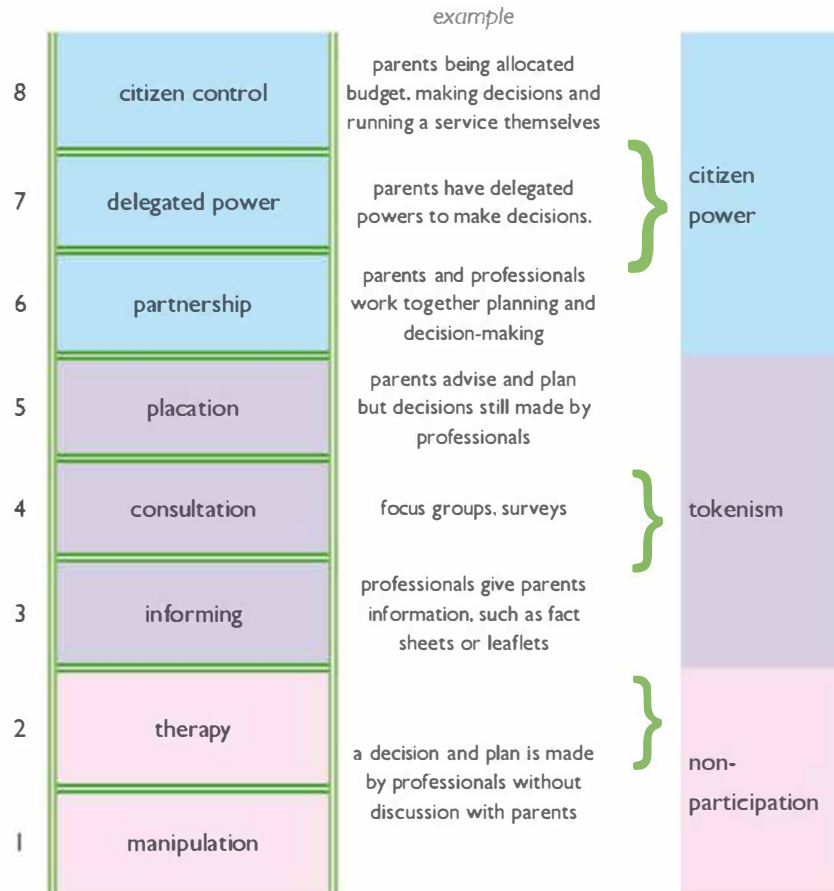 example
8
citizen control
parents being allocated
budget, making decisions and
running a service themselves
7
delegated power
parents have delegated
powers to make decisions.
citizen
power
6
partnership
parents and professionals
work together planning and
decision-making
5
placation
parents advise and plan
but decisions still made by
professionals
4
consultation
focus groups, surveys
tokenism
3
informing
professionals give parents
information, such as fact
sheets or leaflets
2
therapy
a decision and plan is made
by professionals without
discussion with parents
non-
participation
1
manipulation